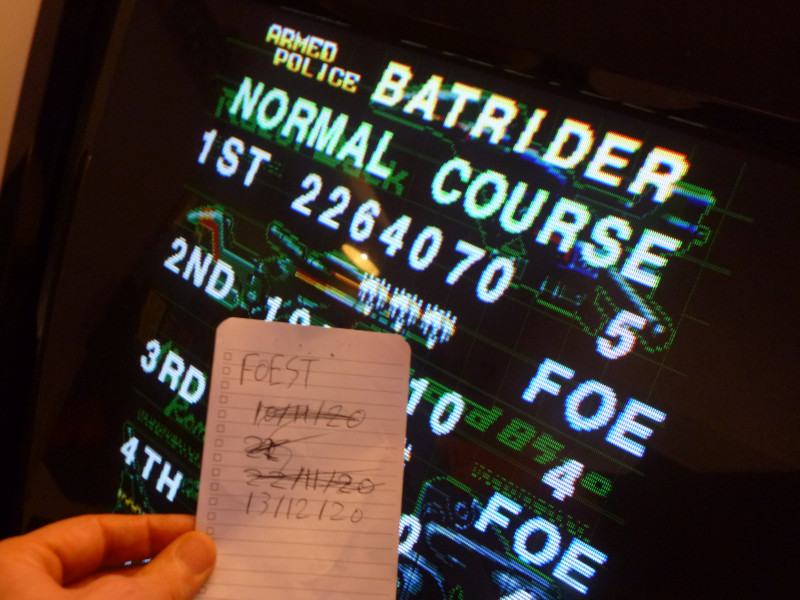 ARMED
POLICE
BATRIDER
NORMAL COURSE
1ST 2264070 5
FOE
2ND 10 4
3RD FOE
4TH
FOEST
10/11/20
22/11/20
13/12/20